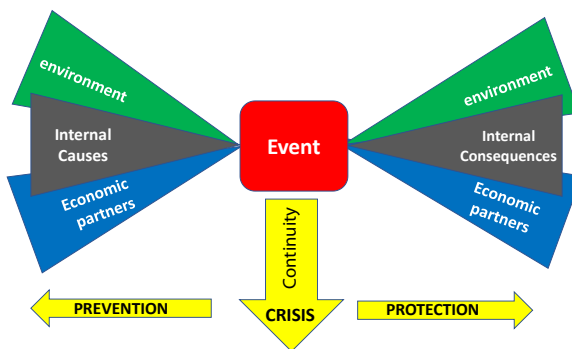 environment
Internal
Causes
Economic
partners
Event
environment
Internal
Consequences
Economic
partners
Continuity
CRISIS
PREVENTION
PROTECTION